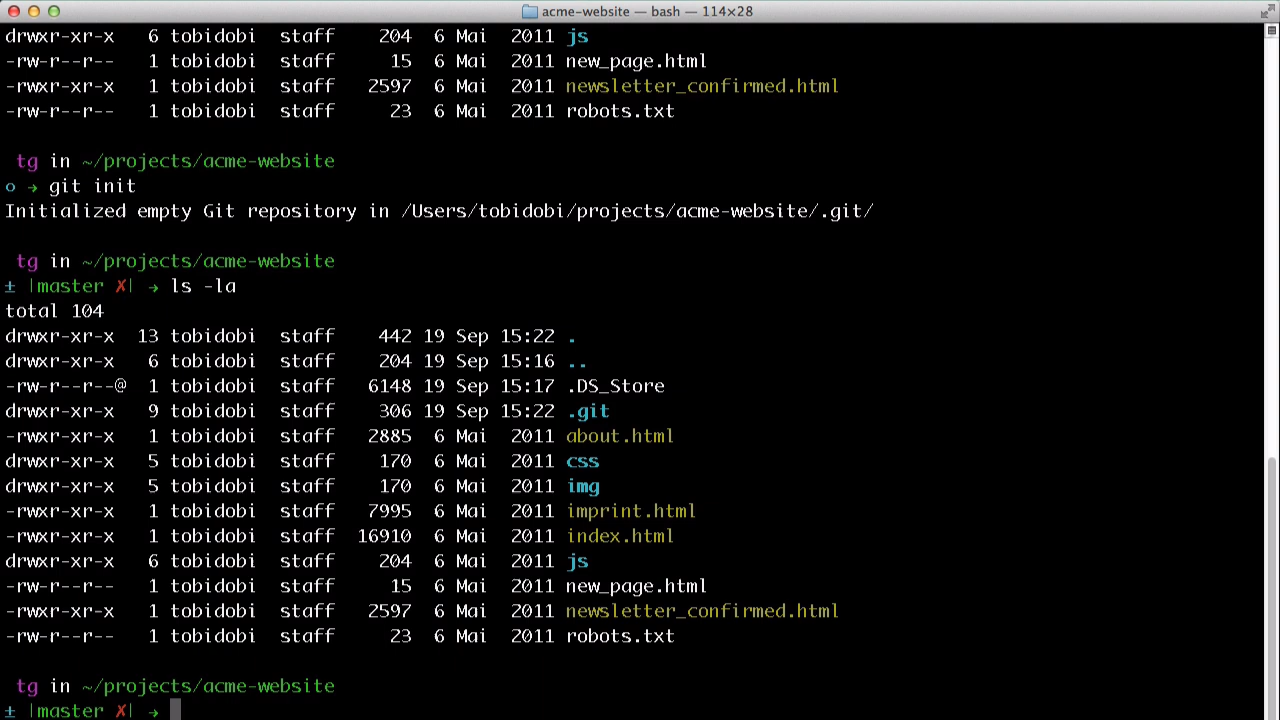 acme-website — bash — 114×28
drwxr-xr-x   6 tobidobi  staff    204  6 Mai  2011 js
-rw-r--r--   1 tobidobi  staff     15  6 Mai  2011 new_page.html
-rwxr-xr-x   1 tobidobi  staff   2597  6 Mai  2011 newsletter_confirmed.html
-rw-r--r--   1 tobidobi  staff     23  6 Mai  2011 robots.txt
tg in ~/projects/acme-website
o → git init
Initialized empty Git repository in /Users/tobidobi/projects/acme-website/.git/
tg in ~/projects/acme-website
± |master ✗| → ls -la
total 104
drwxr-xr-x  13 tobidobi  staff    442 19 Sep 15:22 .
drwxr-xr-x   6 tobidobi  staff    204 19 Sep 15:16 ..
-rw-r--r--@  1 tobidobi  staff   6148 19 Sep 15:17 .DS_Store
drwxr-xr-x   9 tobidobi  staff    306 19 Sep 15:22 .git
-rwxr-xr-x   1 tobidobi  staff   2885  6 Mai  2011 about.html
drwxr-xr-x   5 tobidobi  staff    170  6 Mai  2011 css
drwxr-xr-x   5 tobidobi  staff    170  6 Mai  2011 img
-rwxr-xr-x   1 tobidobi  staff   7995  6 Mai  2011 imprint.html
-rwxr-xr-x   1 tobidobi  staff  16910  6 Mai  2011 index.html
drwxr-xr-x   6 tobidobi  staff    204  6 Mai  2011 js
-rw-r--r--   1 tobidobi  staff     15  6 Mai  2011 new_page.html
-rwxr-xr-x   1 tobidobi  staff   2597  6 Mai  2011 newsletter_confirmed.html
-rw-r--r--   1 tobidobi  staff     23  6 Mai  2011 robots.txt
tg in ~/projects/acme-website
± |master ✗| →